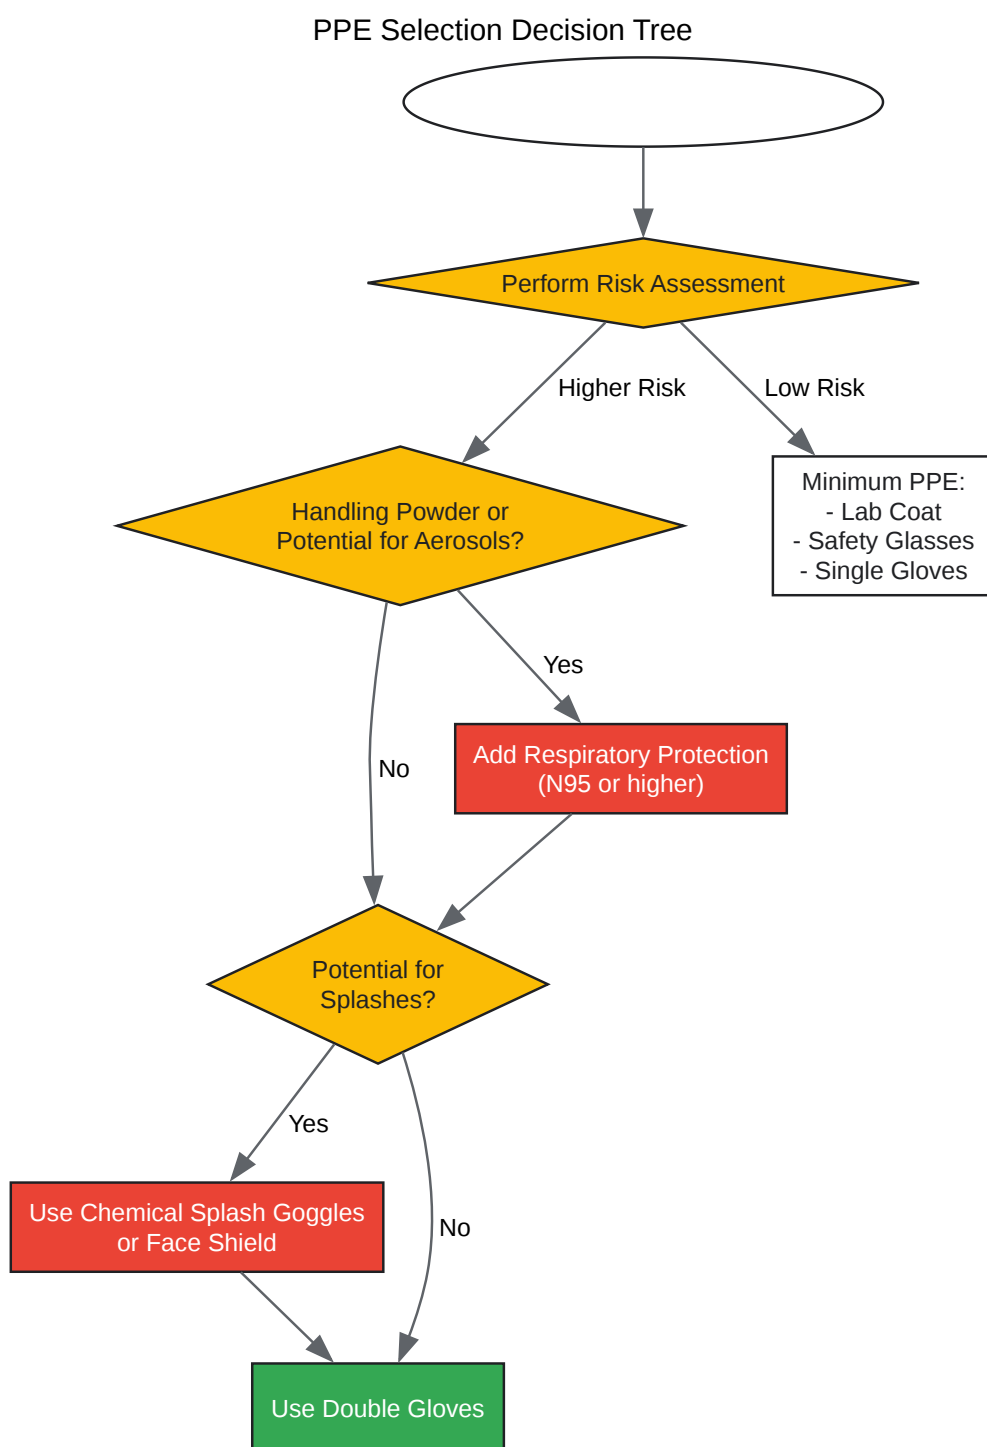 PPE Selection Decision Tree
Perform Risk Assessment
Higher Risk
Low Risk
Minimum PPE:
- Lab Coat
- Safety Glasses
- Single Gloves
Handling Powder or
Potential for Aerosols?
Yes
No
Add Respiratory Protection
(N95 or higher)
Potential for
Splashes?
Yes
No
Use Chemical Splash Goggles
or Face Shield
Use Double Gloves